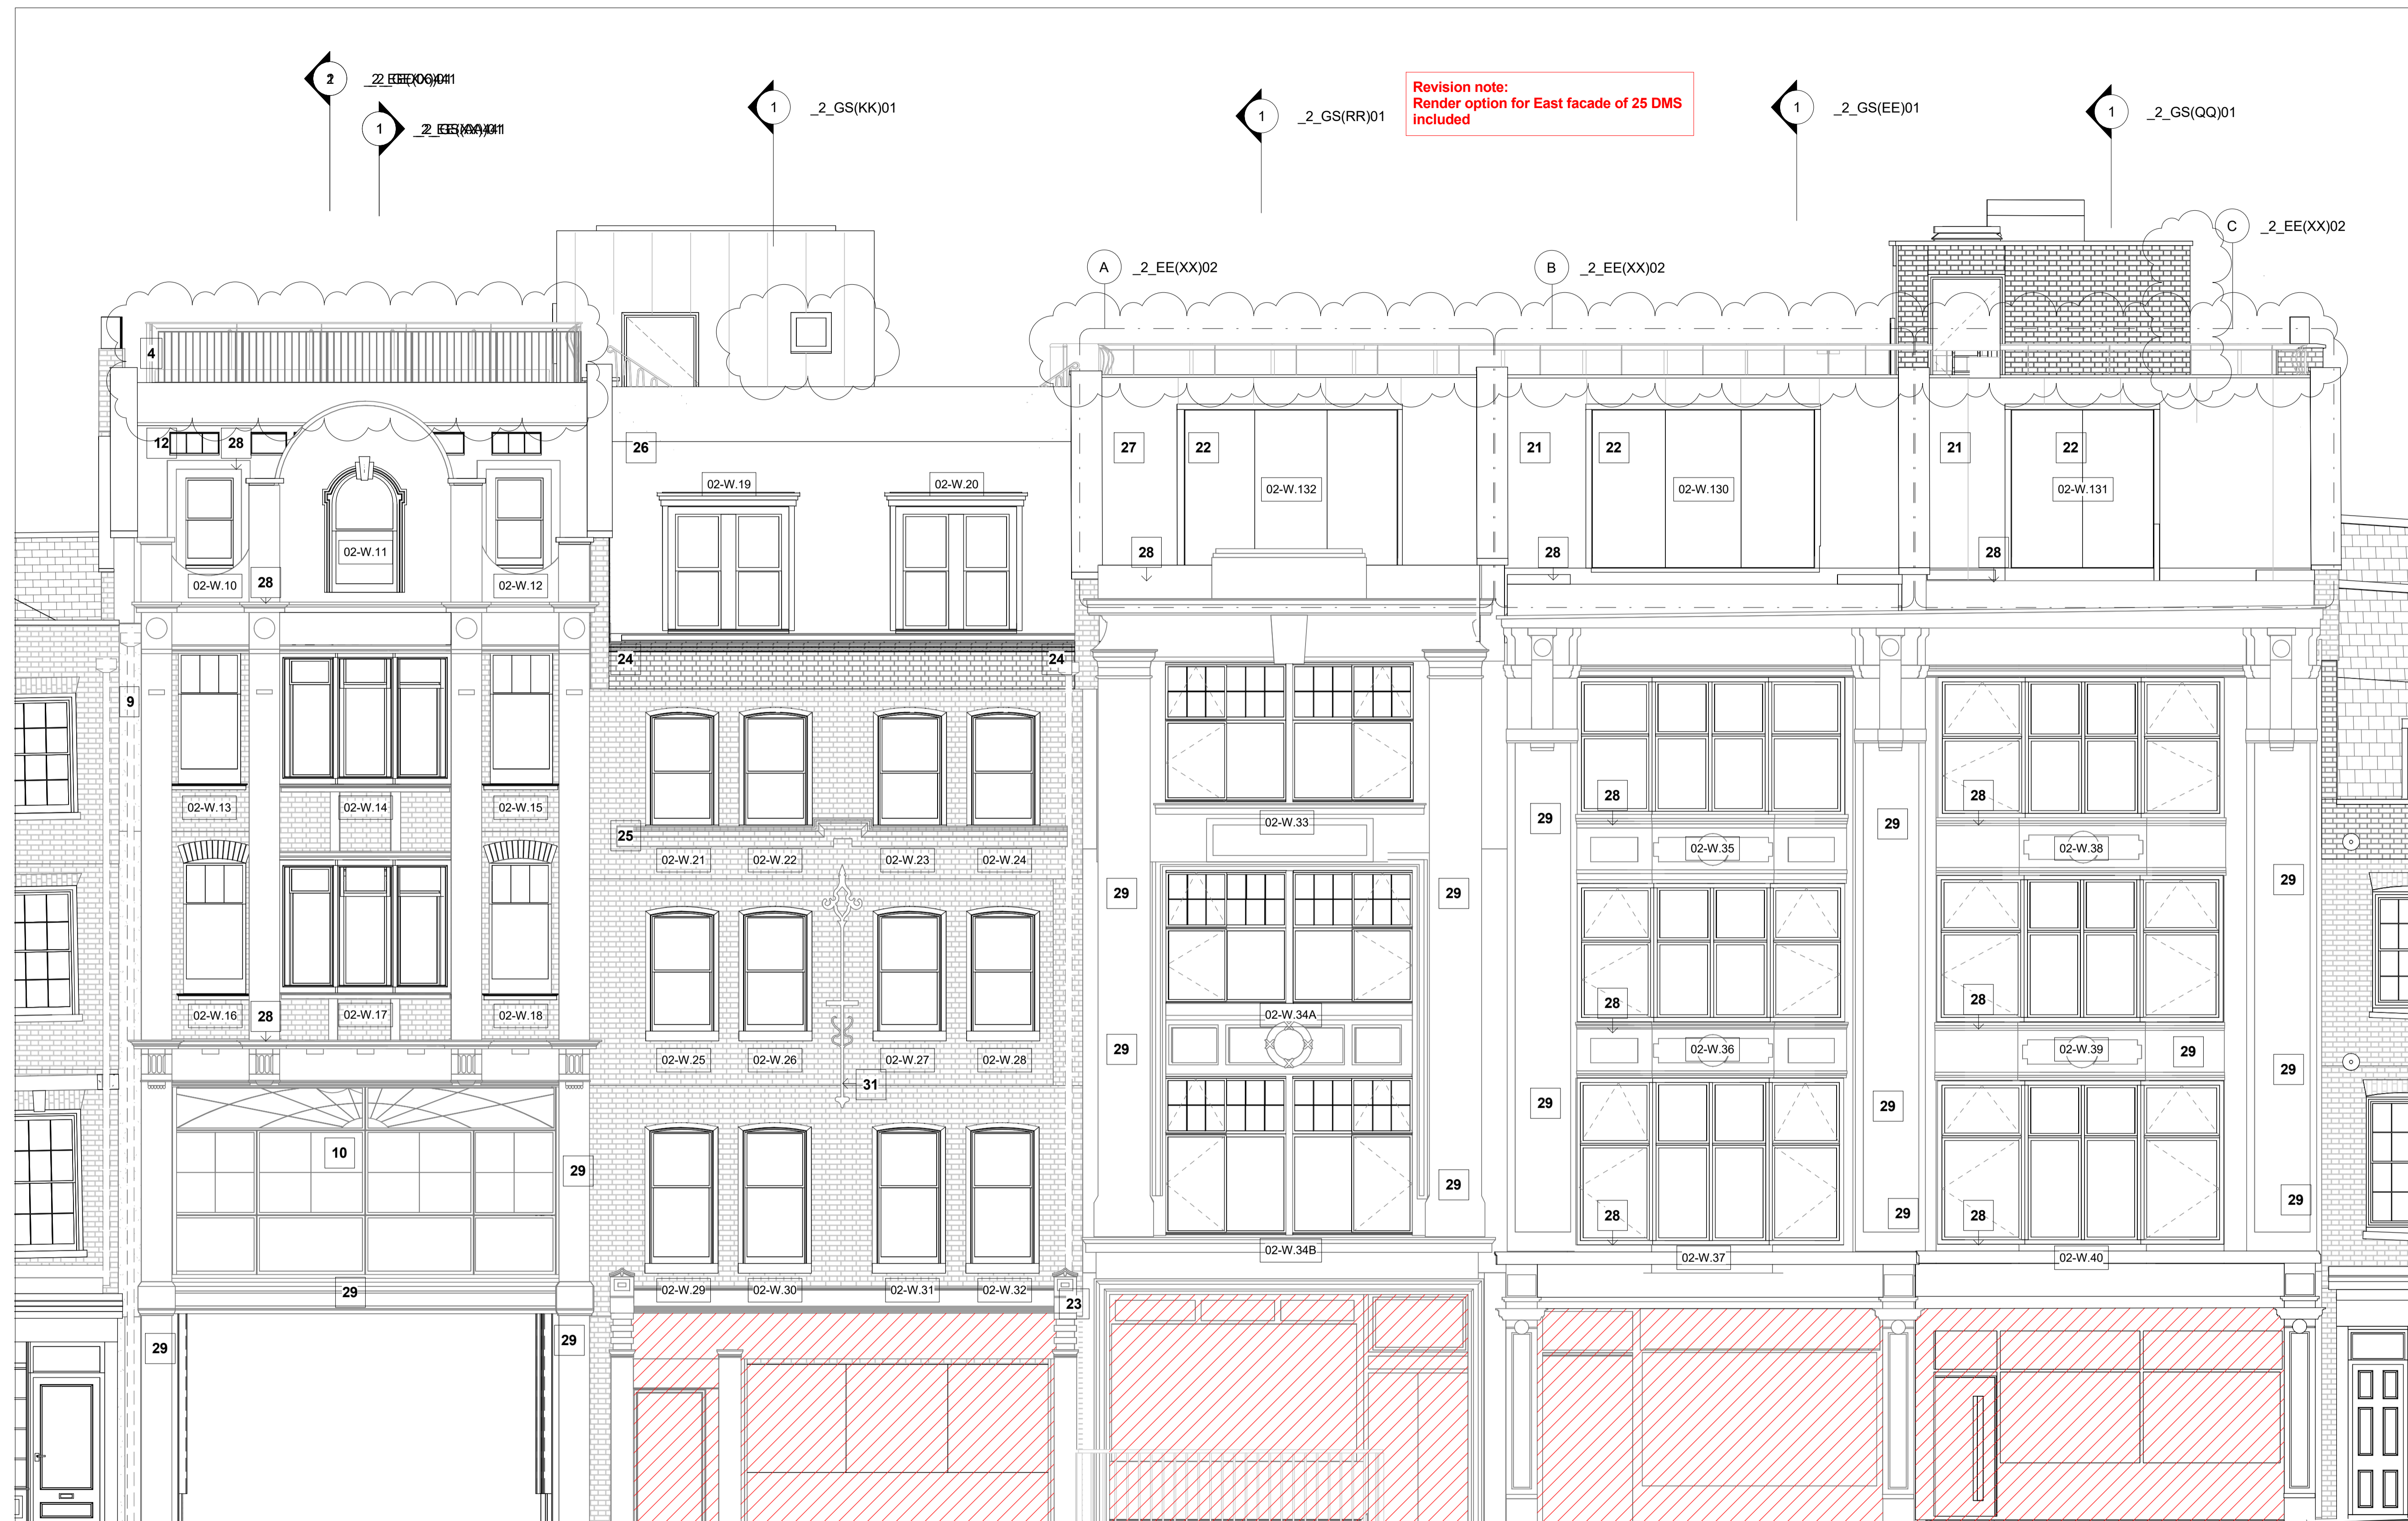 1
_2_GS(KK)01
1
_2_GS(RR)01
Revision note:
Render option for East facade of 25 DMS
included
1
_2_GS(EE)01
1
_2_GS(QQ)01
1
A
_2_EE(XX)02
B
_2_EE(XX)02
C
_2_EE(XX)02
4
12
28
26
27
22
21
22
21
22
02-W.19
02-W.20
02-W.132
02-W.130
02-W.131
02-W.11
28
28
28
02-W.10
28
02-W.12
24
24
9
02-W.13
02-W.14
02-W.15
25
02-W.33
28
28
29
29
02-W.21
02-W.22
02-W.23
02-W.24
02-W.35
02-W.38
29
29
29
02-W.16
28
02-W.17
02-W.18
02-W.34A
28
28
02-W.25
02-W.26
02-W.27
02-W.28
29
02-W.36
02-W.39
29
31
29
29
29
10
29
29
29
29
28
28
02-W.34B
02-W.37
02-W.40
29
02-W.29
02-W.30
02-W.31
02-W.32
23
29
29